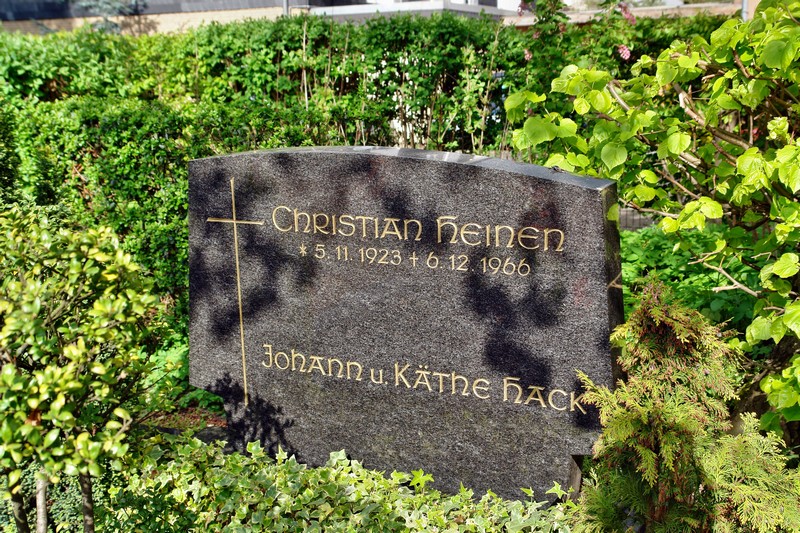 Christian Heinen
* 5.11.1923 + 6.12.1966
Johann u. Käthe Hack